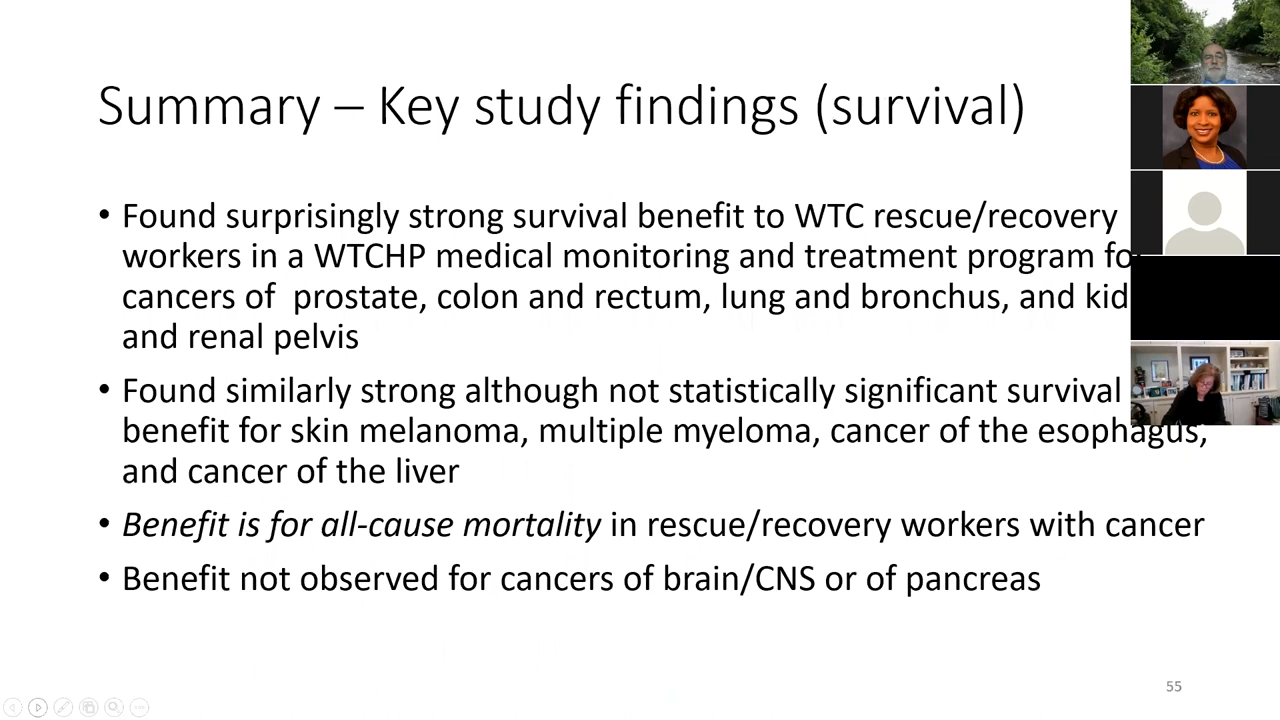 Summary – Key study findings (survival)
• Found surprisingly strong survival benefit to WTC rescue/recovery
workers in a WTCHP medical monitoring and treatment program
cancers of prostate, colon and rectum, lung and bronchus, and
and renal pelvis
• Found similarly strong although not statistically significant survival
benefit for skin melanoma, multiple myeloma, cancer of the esophagus,
and cancer of the liver
• Benefit is for all-cause mortality in rescue/recovery workers with cancer
• Benefit not observed for cancers of brain/CNS or of pancreas
55